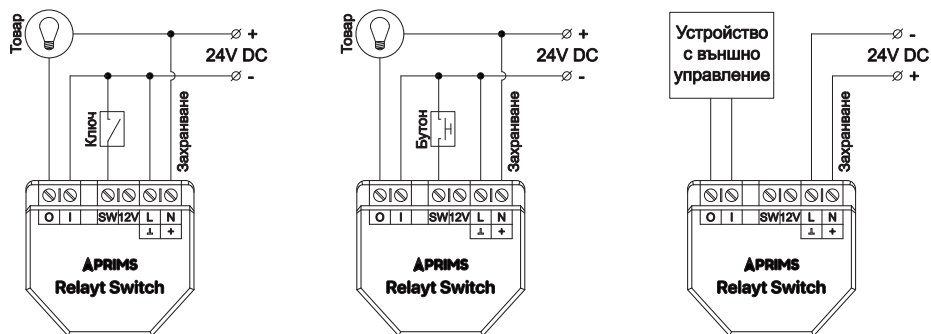 Товар
+
24V DC
-
Ключ
Захранване
O I SW 12V L N
⊥ +
APRIMS
Relayt Switch
Товар
+
24V DC
-
Бутон
Захранване
O I SW 12V L N
⊥ +
APRIMS
Relayt Switch
Устройство
с външно
управление
-
24V DC
+
Захранване
O I SW 12V L N
⊥ +
APRIMS
Relayt Switch